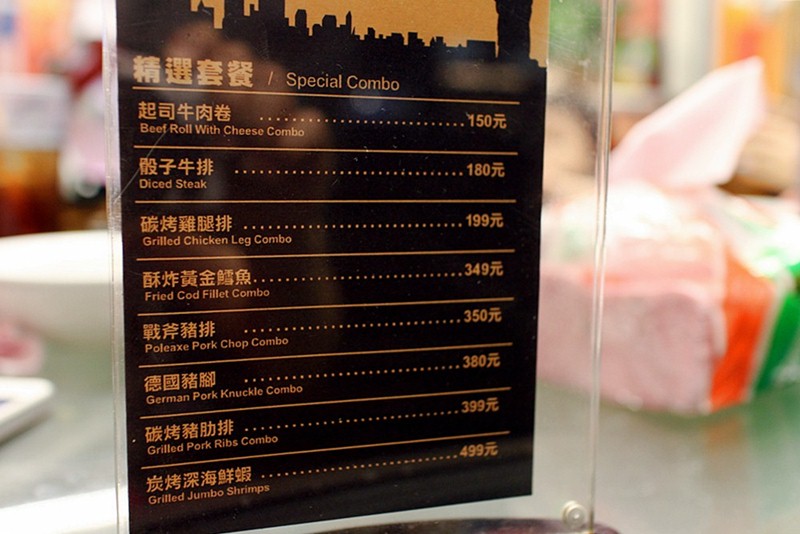 精選套餐 / Special Combo
起司牛肉卷 150元
Beef Roll With Cheese Combo
骰子牛排 180元
Diced Steak
碳烤雞腿排 199元
Grilled Chicken Leg Combo
酥炸黃金鱈魚 349元
Fried Cod Fillet Combo
戰斧豬排 350元
Poleaxe Pork Chop Combo
德國豬腳 380元
German Pork Knuckle Combo
碳烤豬肋排 399元
Grilled Pork Ribs Combo
炭烤深海鮮蝦 499元
Grilled Jumbo Shrimps